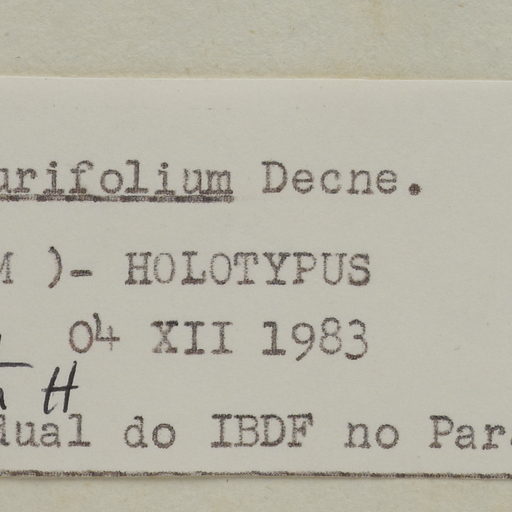 urifolium Decne.
M )- HOLOTYPUS
04 XII 1983
H
dual do IBDF no Par